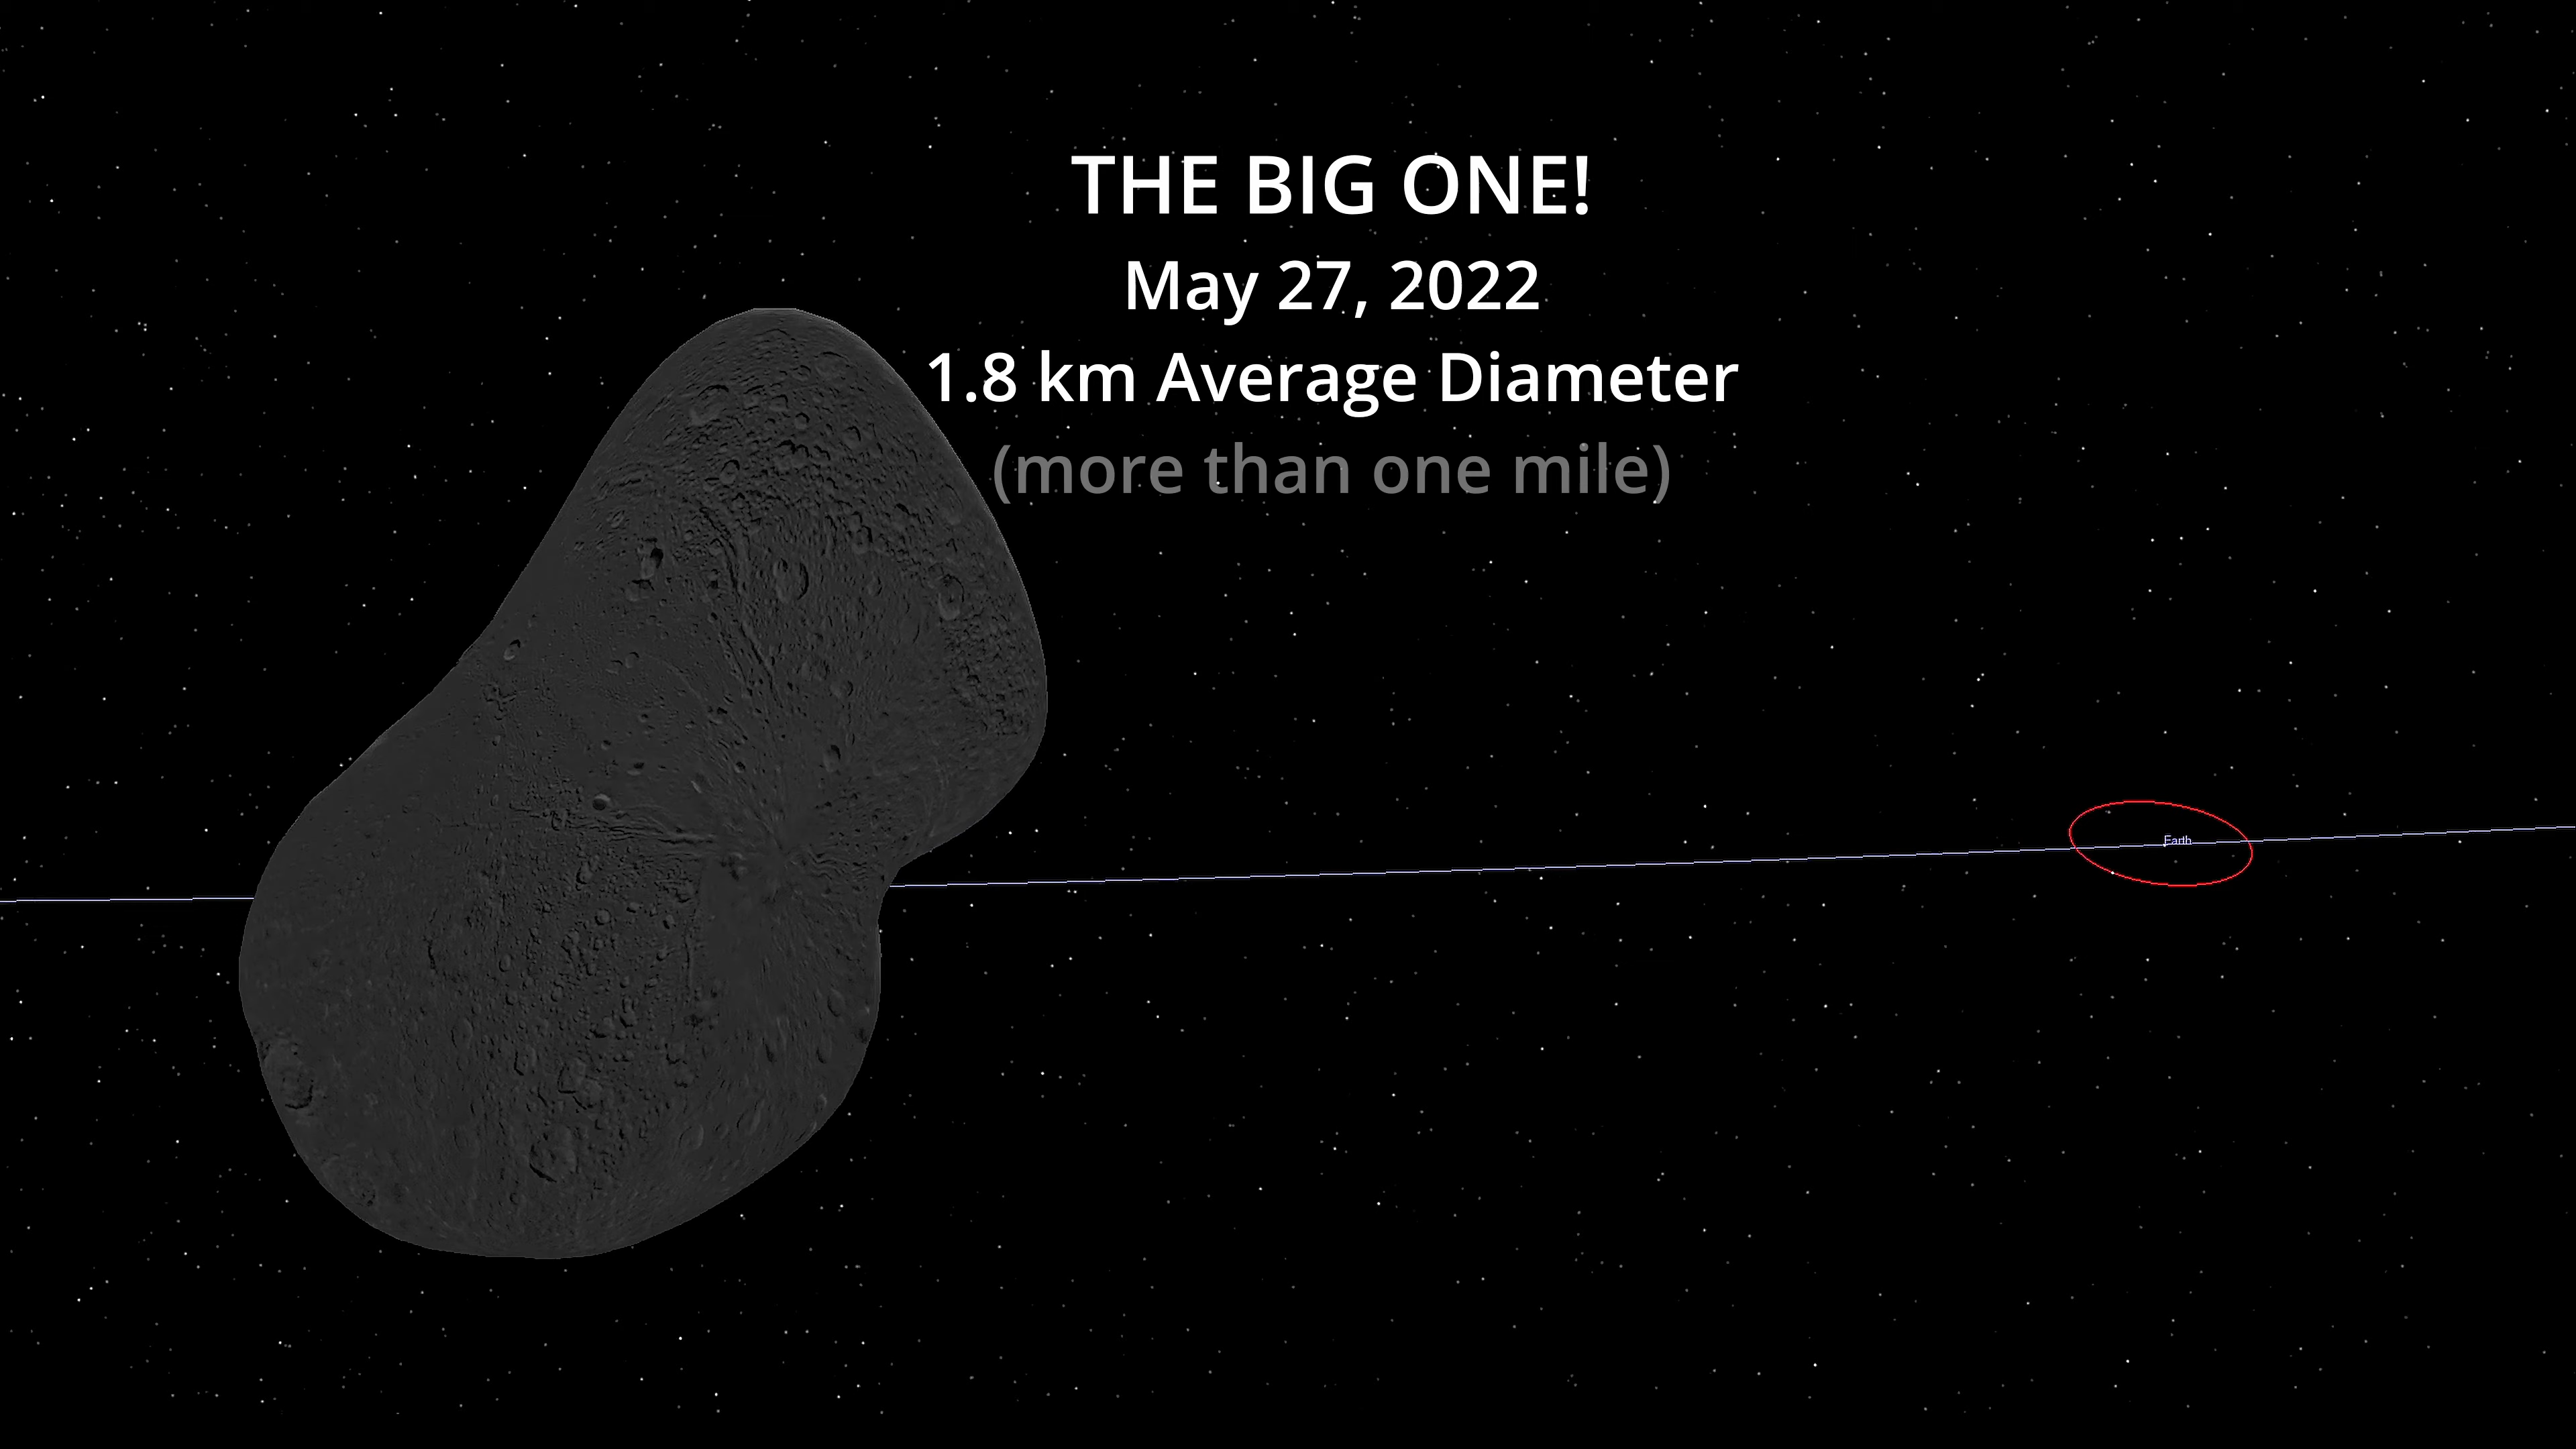 THE BIG ONE!
May 27, 2022
1.8 km Average Diameter
(more than one mile)
Earth